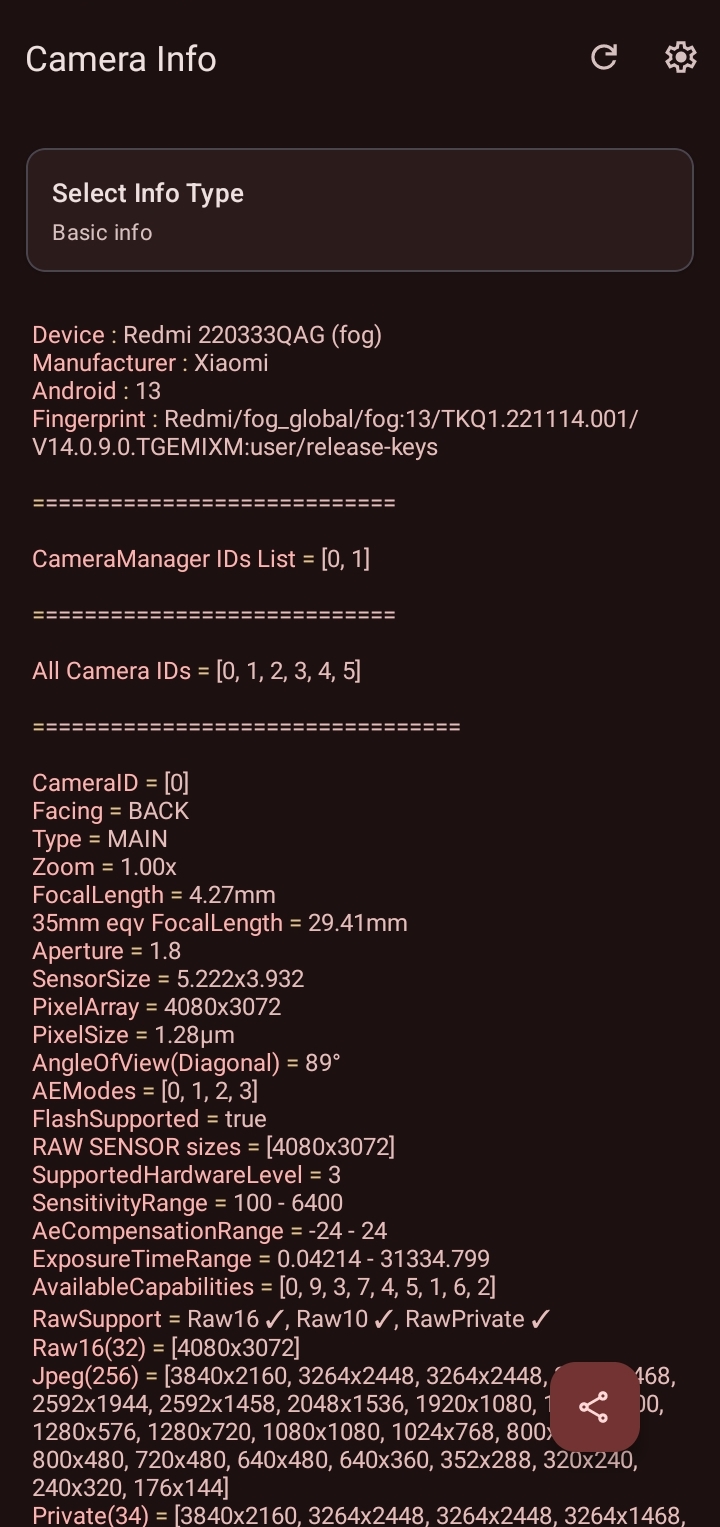 Camera Info
Select Info Type
Basic info
Device : Redmi 220333QAG (fog)
Manufacturer : Xiaomi
Android : 13
Fingerprint : Redmi/fog_global/fog:13/TKQ1.221114.001/
V14.0.9.0.TGEMIXM:user/release-keys
============================
CameraManager IDs List = [0, 1]
============================
All Camera IDs = [0, 1, 2, 3, 4, 5]
=================================
CameraID = [0]
Facing = BACK
Type = MAIN
Zoom = 1.00x
FocalLength = 4.27mm
35mm eqv FocalLength = 29.41mm
Aperture = 1.8
SensorSize = 5.222x3.932
PixelArray = 4080x3072
PixelSize = 1.28µm
AngleOfView(Diagonal) = 89°
AEModes = [0, 1, 2, 3]
FlashSupported = true
RAW SENSOR sizes = [4080x3072]
SupportedHardwareLevel = 3
SensitivityRange = 100 - 6400
AeCompensationRange = -24 - 24
ExposureTimeRange = 0.04214 - 31334.799
AvailableCapabilities = [0, 9, 3, 7, 4, 5, 1, 6, 2]
RawSupport = Raw16 ✓, Raw10 ✓, RawPrivate ✓
Raw16(32) = [4080x3072]
Jpeg(256) = [3840x2160, 3264x2448, 3264x2448,
2592x1944, 2592x1458, 2048x1536, 1920x1080,
1280x576, 1280x720, 1080x1080, 1024x768,
800x480, 720x480, 640x480, 640x360, 352x288, 320x240,
240x320, 176x144]
Private(34) = [3840x2160, 3264x2448, 3264x2448, 3264x1468,